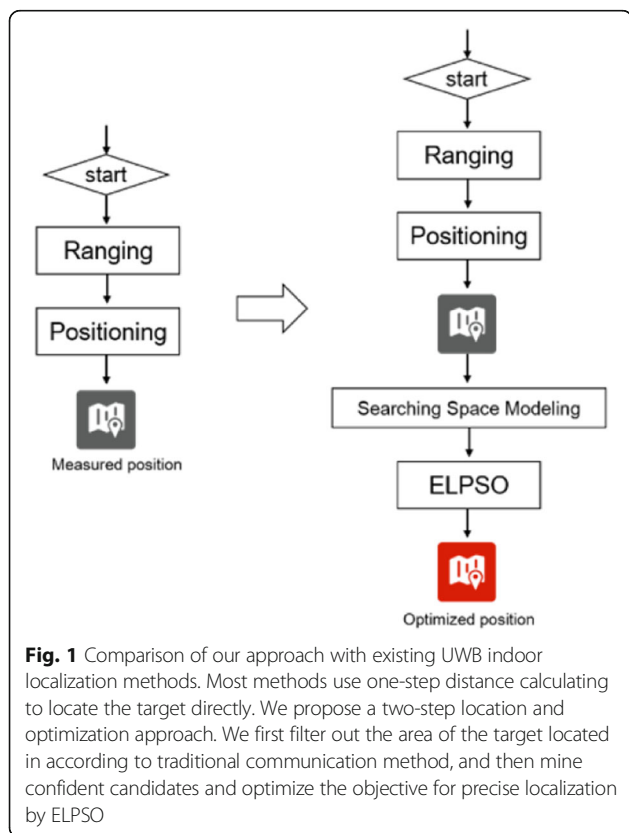 start
Ranging
Positioning
Measured position
start
Ranging
Positioning
Searching Space Modeling
ELPSO
Optimized position
Fig. 1 Comparison of our approach with existing UWB indoor
localization methods. Most methods use one-step distance calculating
to locate the target directly. We propose a two-step location and
optimization approach. We first filter out the area of the target located
in according to traditional communication method, and then mine
confident candidates and optimize the objective for precise localization
by ELPSO